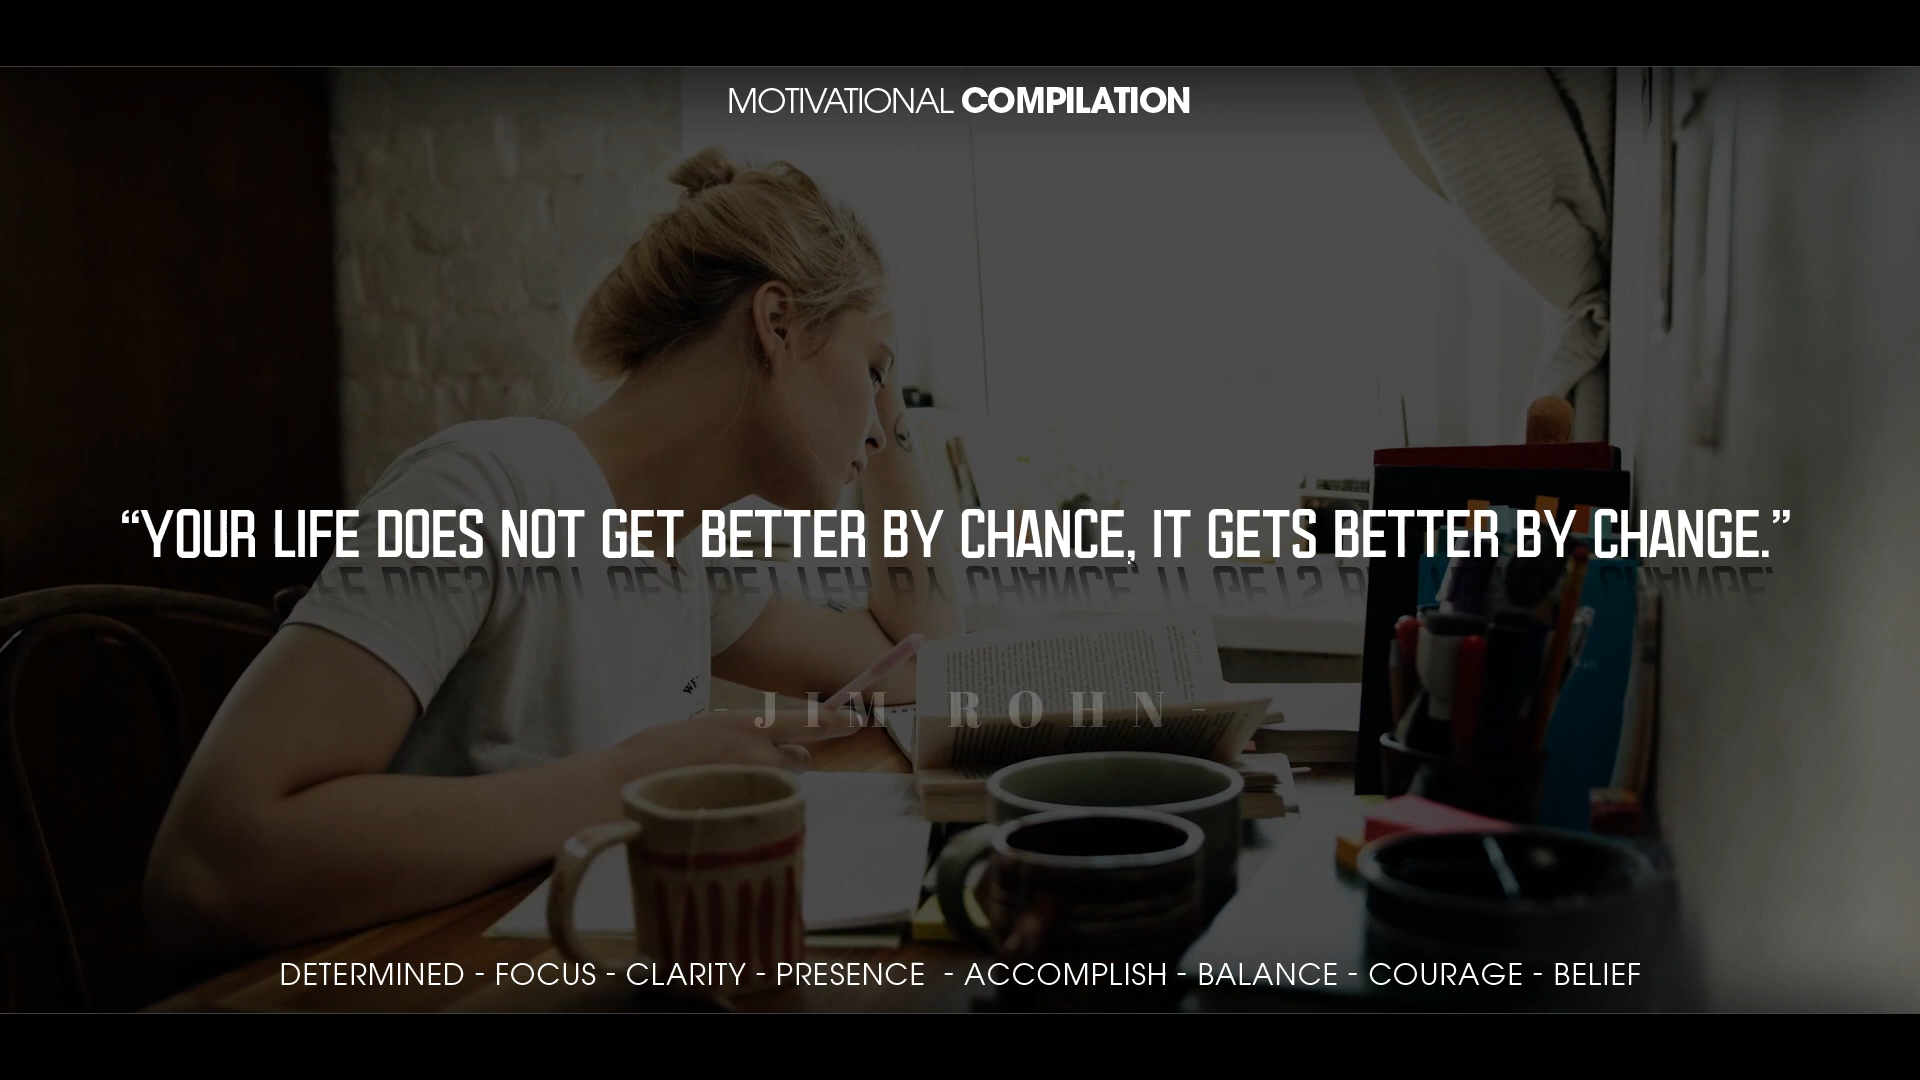 MOTIVATIONAL COMPILATION
“YOUR LIFE DOES NOT GET BETTER BY CHANCE, IT GETS BETTER BY CHANGE.”
- JIM ROHN -
DETERMINED - FOCUS - CLARITY - PRESENCE - ACCOMPLISH - BALANCE - COURAGE - BELIEF